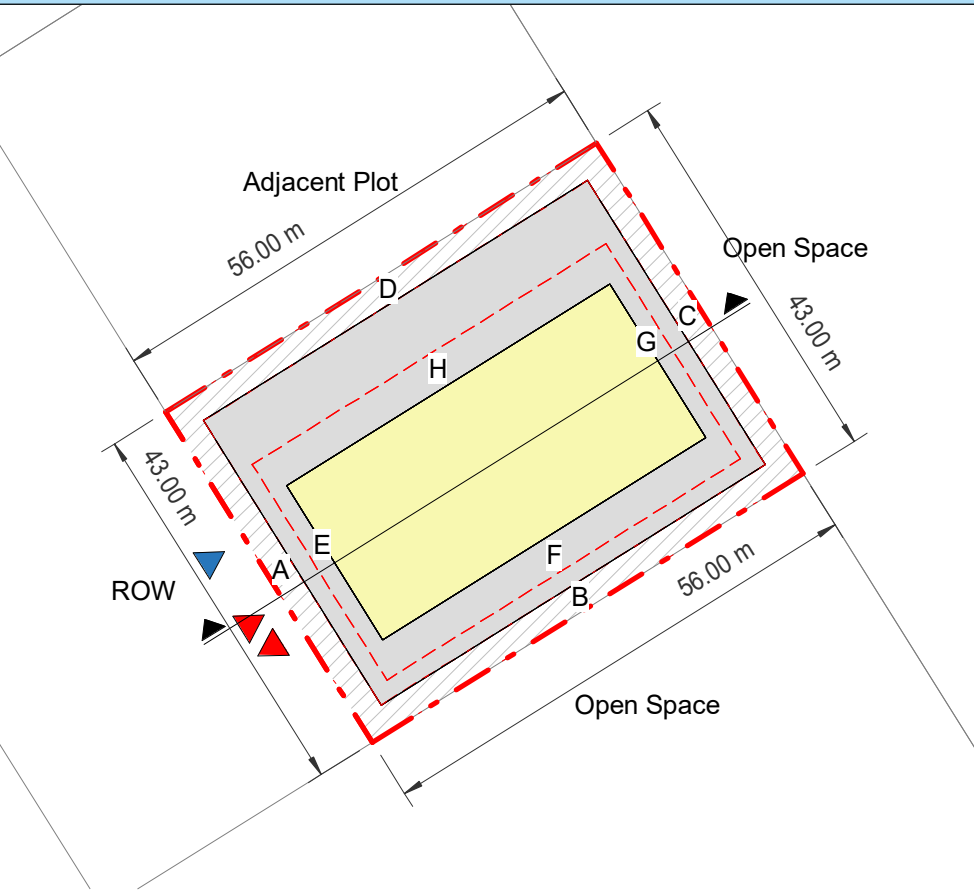 Adjacent Plot
56.00 m
Open Space
D
C
43.00 m
G
H
43.00 m
E
F
A
ROW
B
56.00 m
Open Space